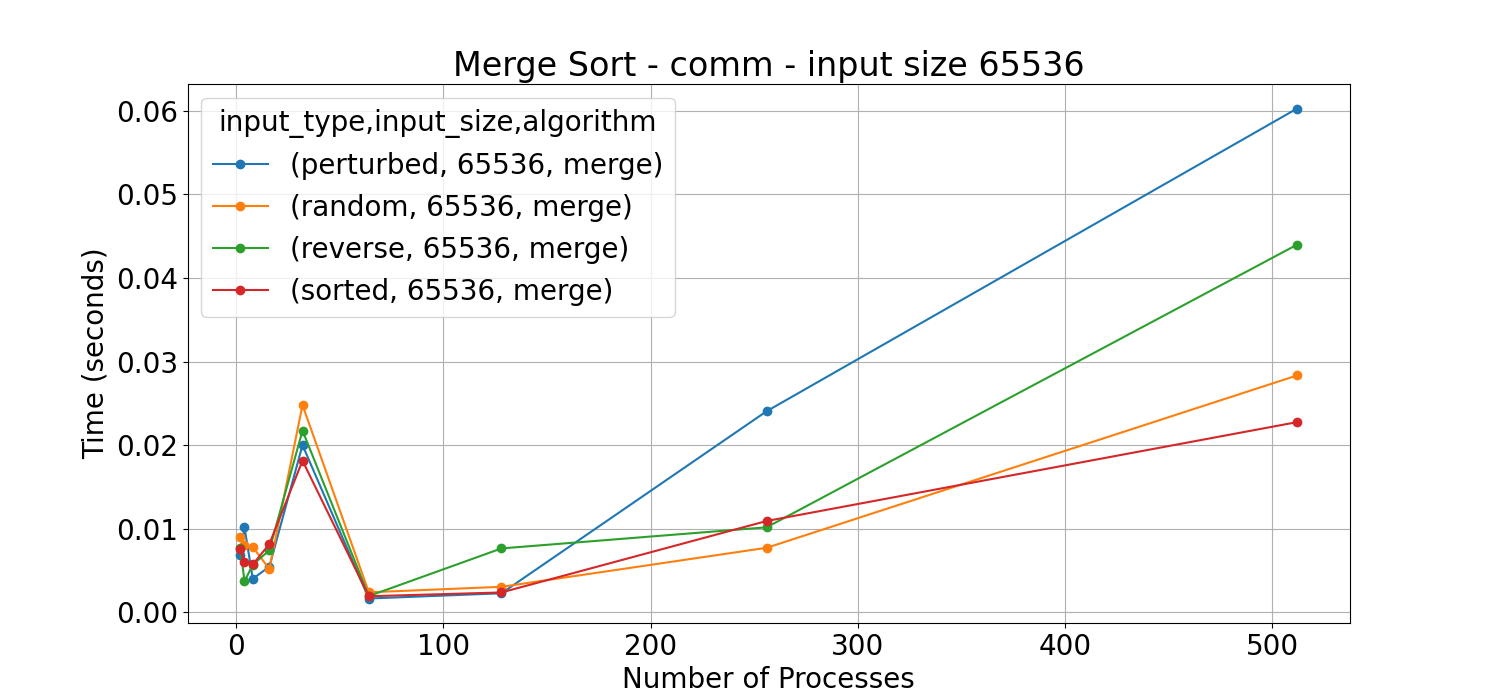 Merge Sort - comm - input size 65536
input_type,input_size,algorithm
(perturbed, 65536, merge)
(random, 65536, merge)
(reverse, 65536, merge)
(sorted, 65536, merge)
Time (seconds)
0.06
0.05
0.04
0.03
0.02
0.01
0.00
0 100 200 300 400 500
Number of Processes